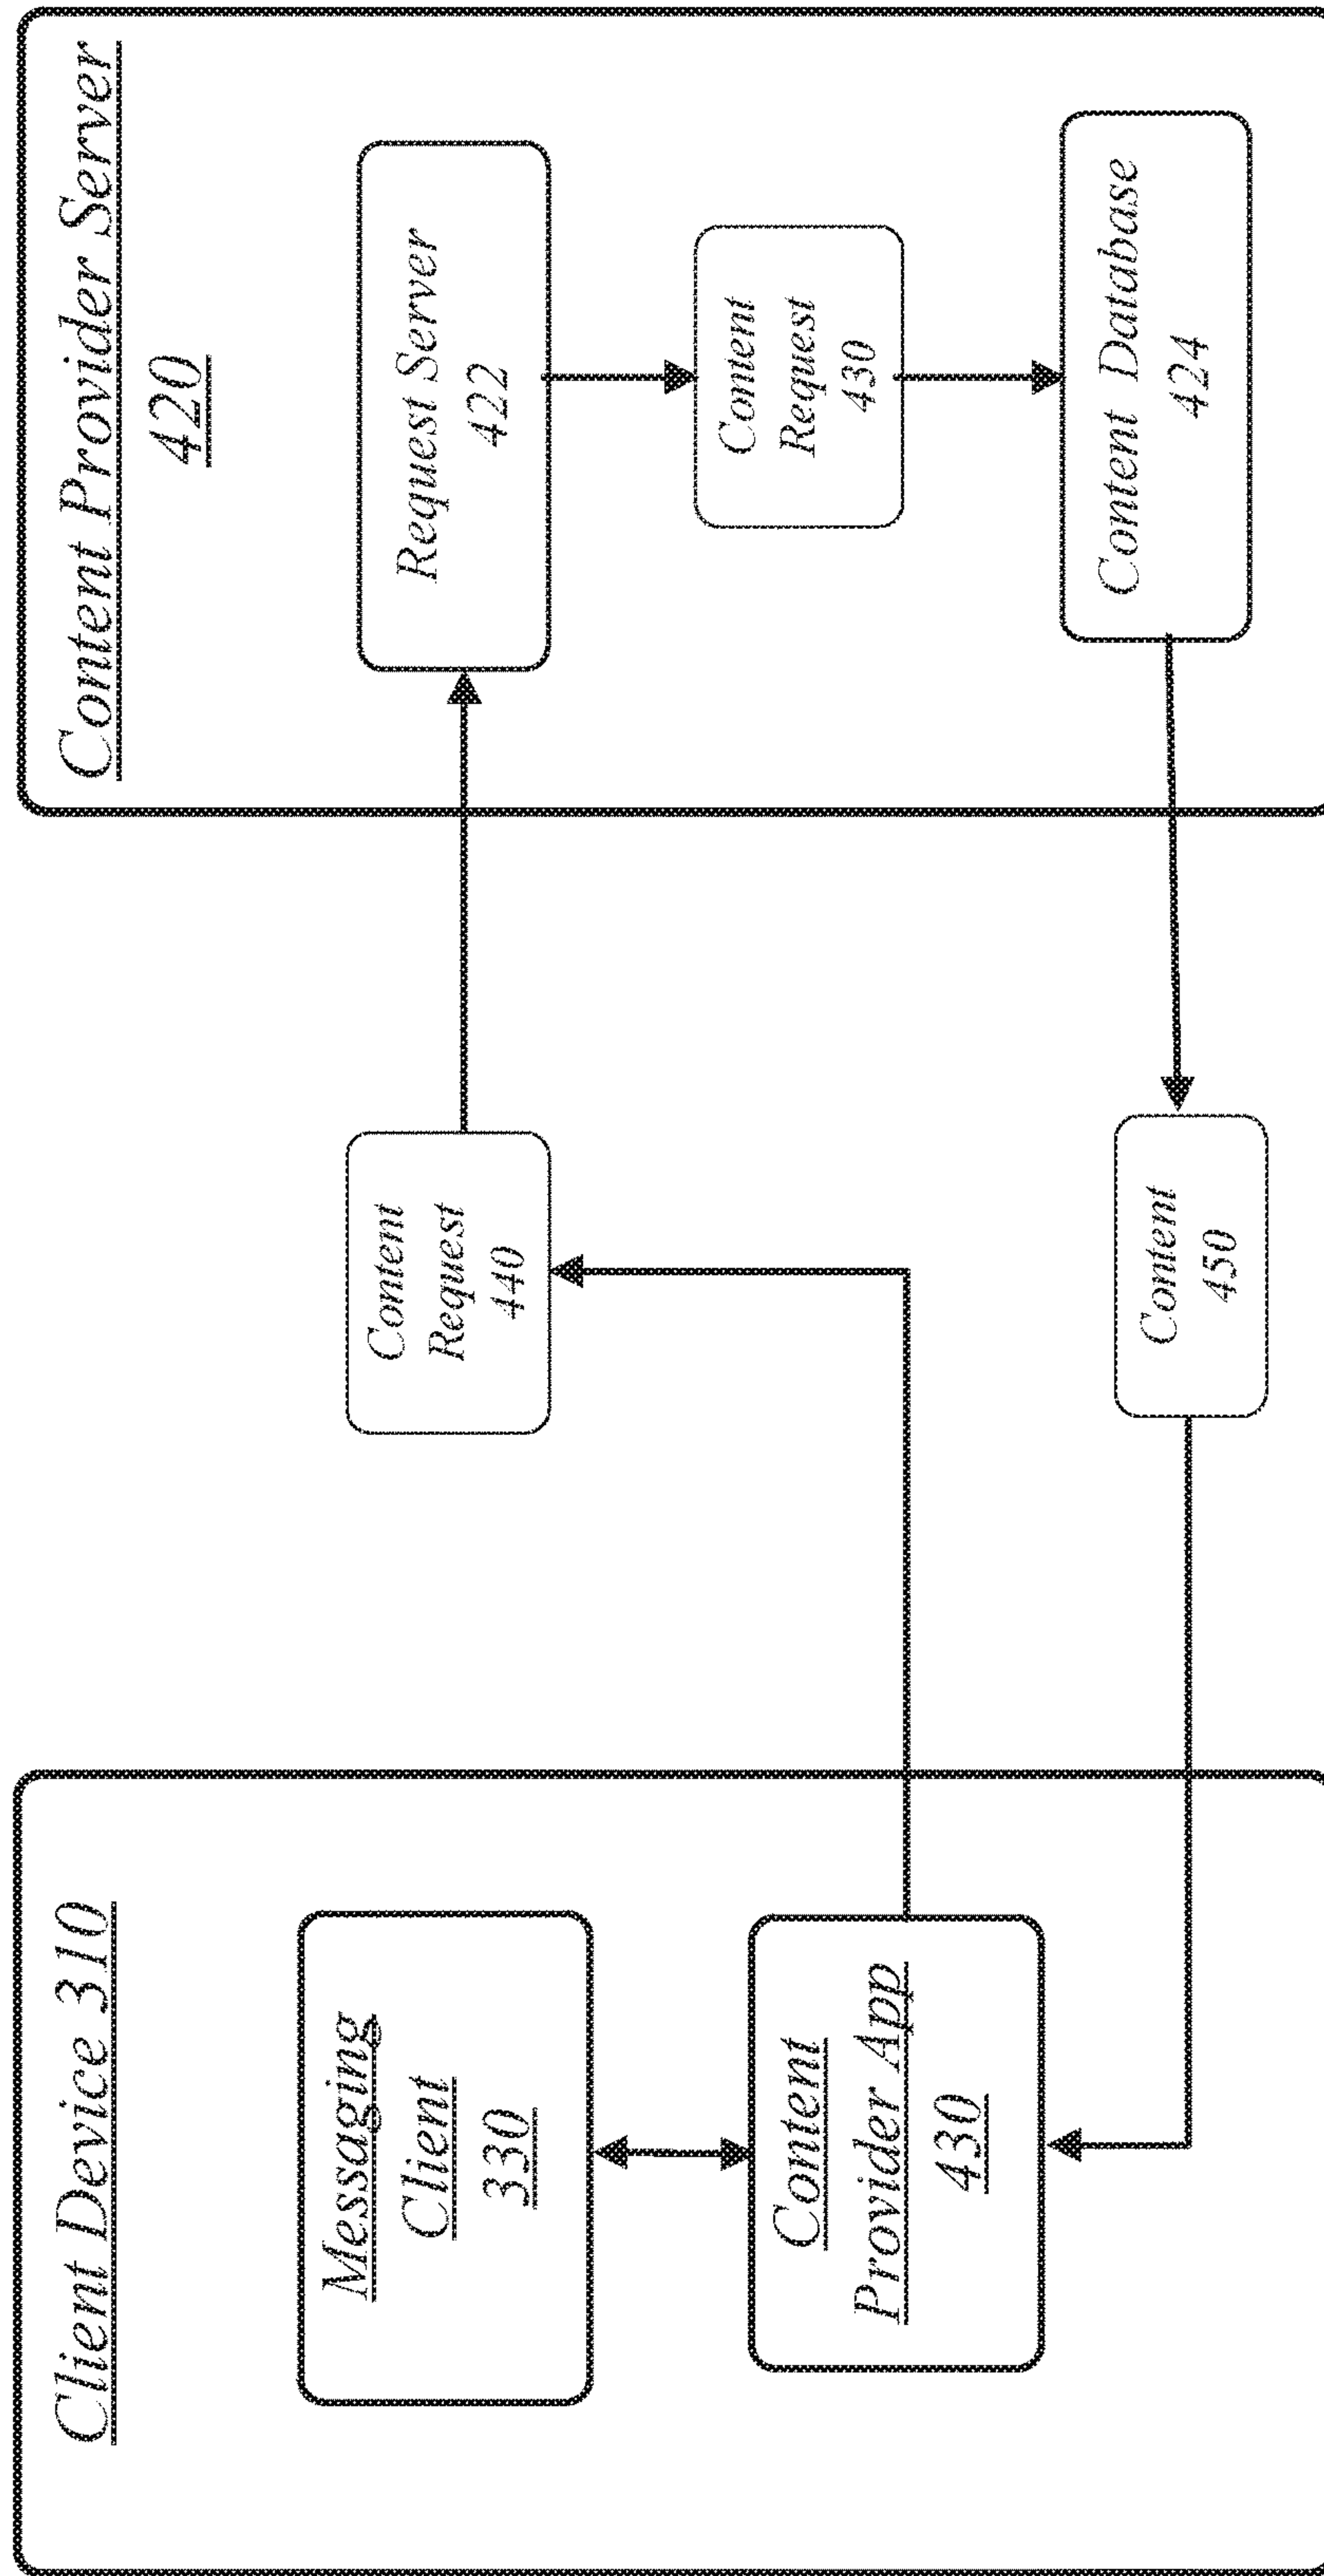 Client Device 310
Messaging
Client
330
Content
Provider App
430
Content
Request
440
Content
450
Content Provider Server
420
Request Server
422
Content
Request
430
Content Database
424